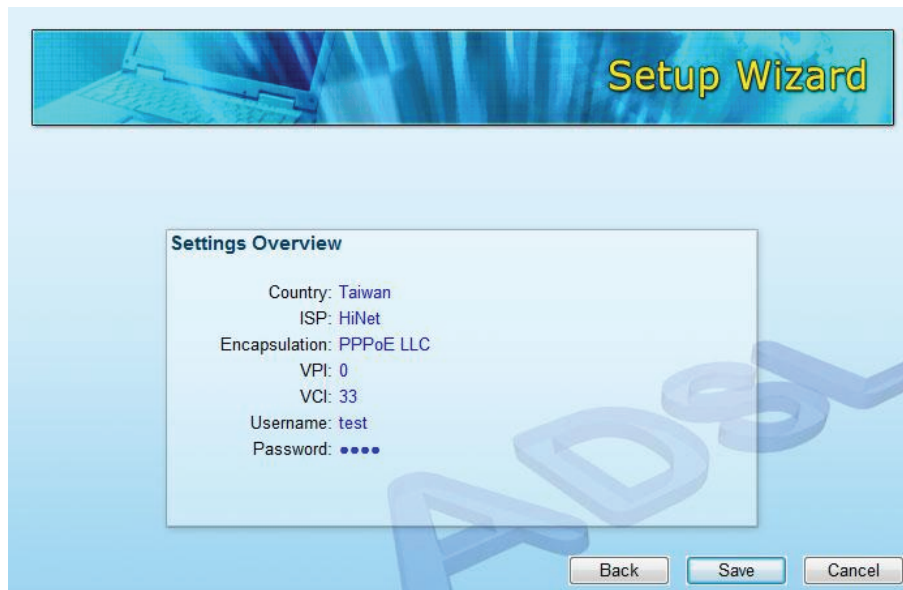 Setup Wizard
Settings Overview
Country: Taiwan
ISP: HiNet
Encapsulation: PPPoE LLC
VPI: 0
VCI: 33
Username: test
Password: ●●●●
ADSL
Back Save Cancel